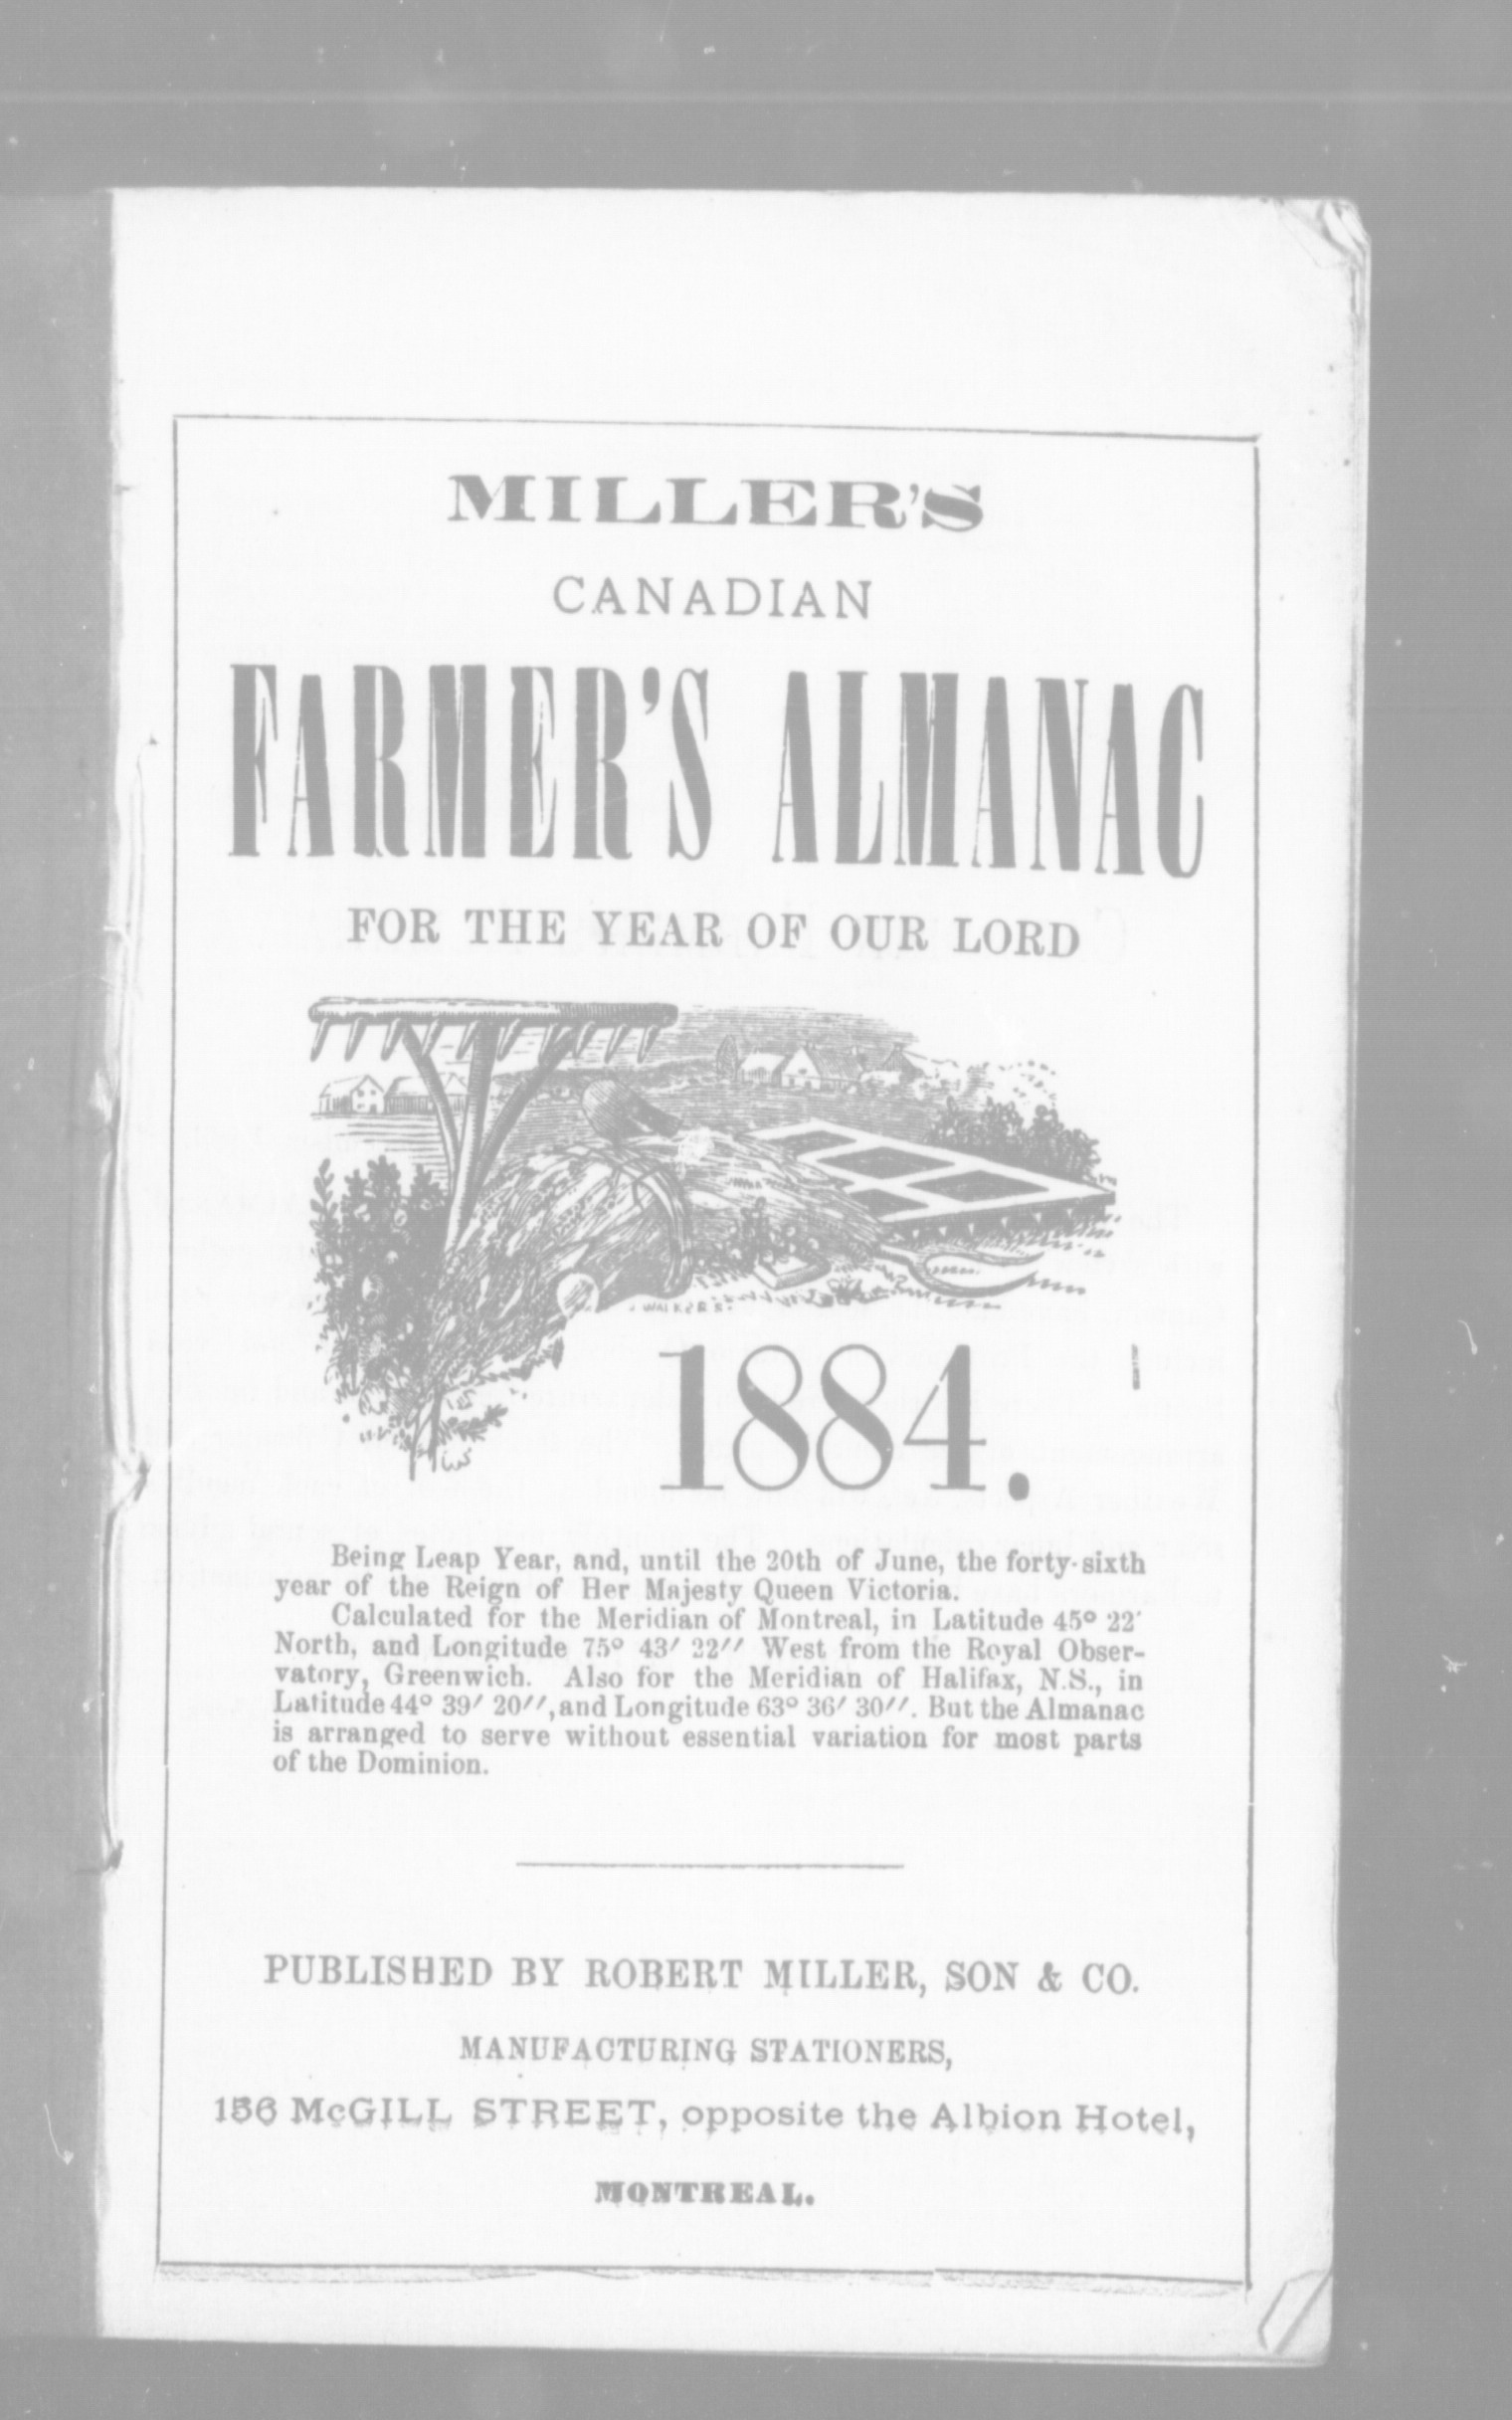 MILLER'S
CANADIAN
FARMER'S ALMANAC
FOR THE YEAR OF OUR LORD
WALKER
1884.
Being Leap Year, and, until the 20th of June, the forty-sixth
year of the Reign of Her Majesty Queen Victoria.
Calculated for the Meridian of Montreal, in Latitude 45° 22′
North, and Longitude 75° 43′ 22″ West from the Royal Obser-
vatory, Greenwich. Also for the Meridian of Halifax, N.S., in
Latitude 44° 39′ 20″, and Longitude 63° 36′ 30″. But the Almanac
is arranged to serve without essential variation for most parts
of the Dominion.
PUBLISHED BY ROBERT MILLER, SON & CO.
MANUFACTURING STATIONERS,
156 McGILL STREET, opposite the Albion Hotel,
MONTREAL.